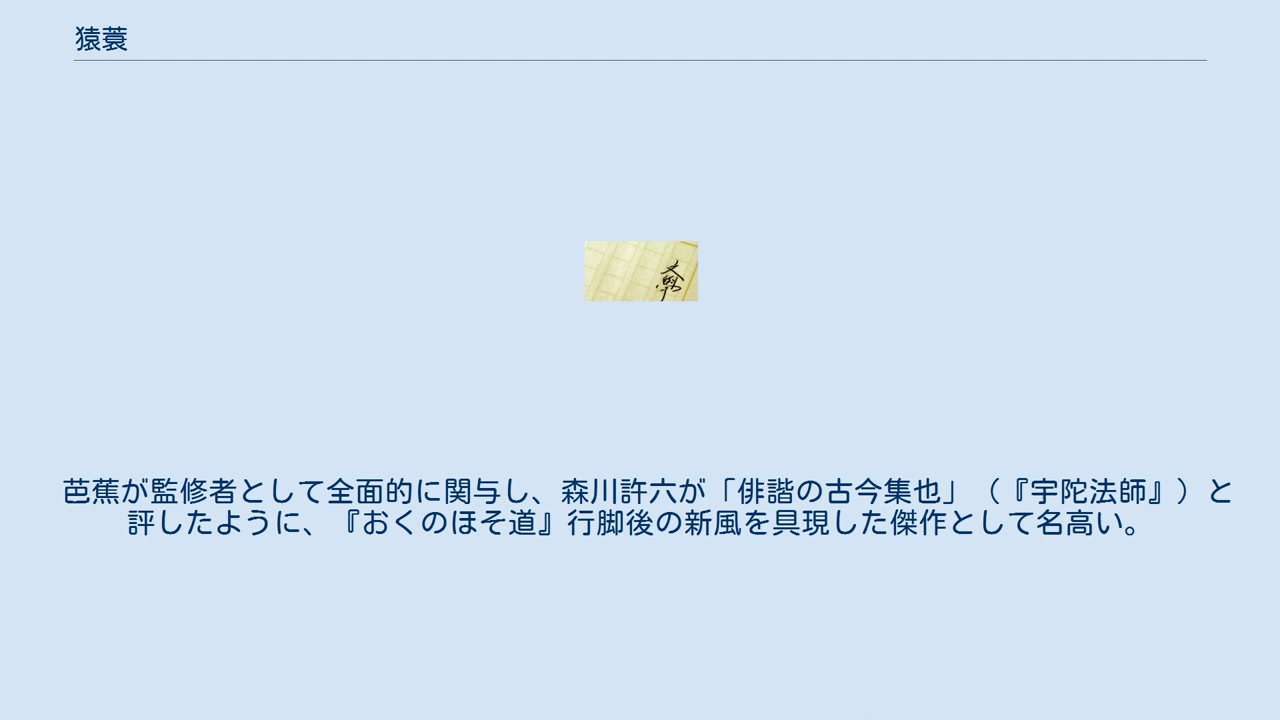 猿蓑
芭蕉が監修者として全面的に関与し、森川許六が「俳諧の古今集也」（『宇陀法師』）と
評したように、『おくのほそ道』行脚後の新風を具現した傑作として名高い。